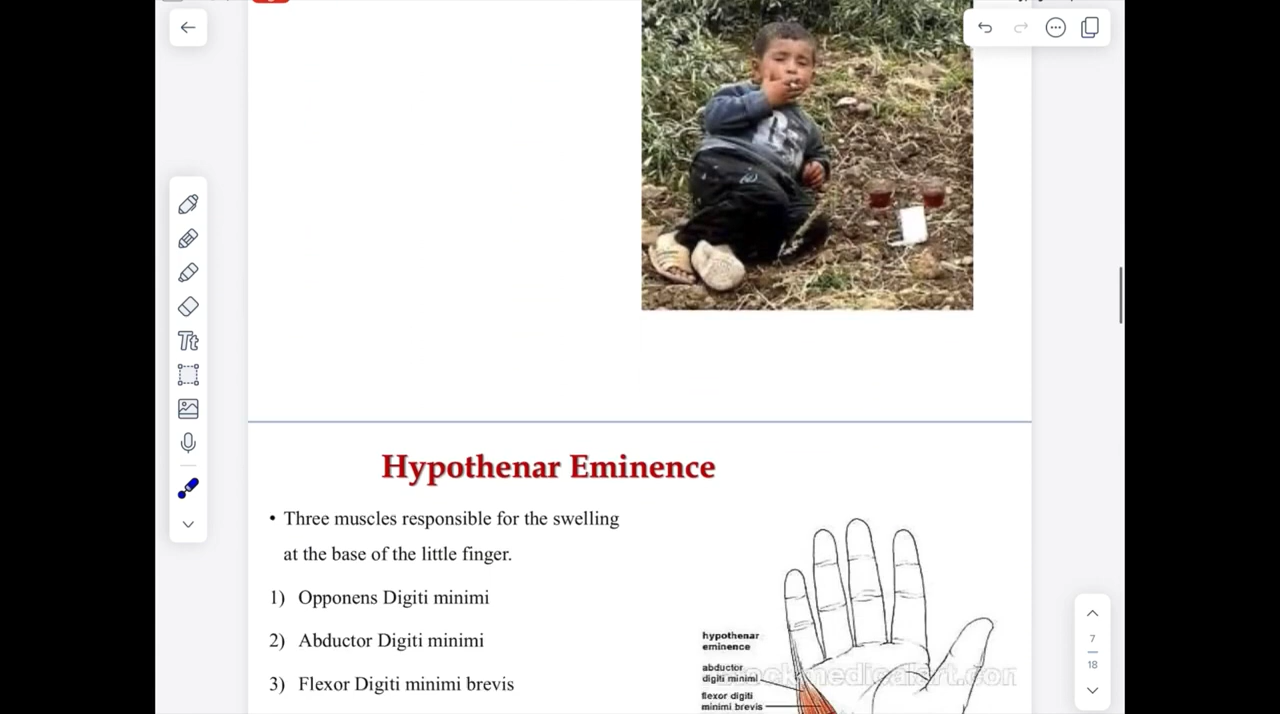 Hypothenar Eminence
• Three muscles responsible for the swelling
at the base of the little finger.
1) Opponens Digiti minimi
2) Abductor Digiti minimi
3) Flexor Digiti minimi brevis
hypothenar
eminence
abductor
digiti minimi
flexor digiti
minimi brevis
Tt
7
18